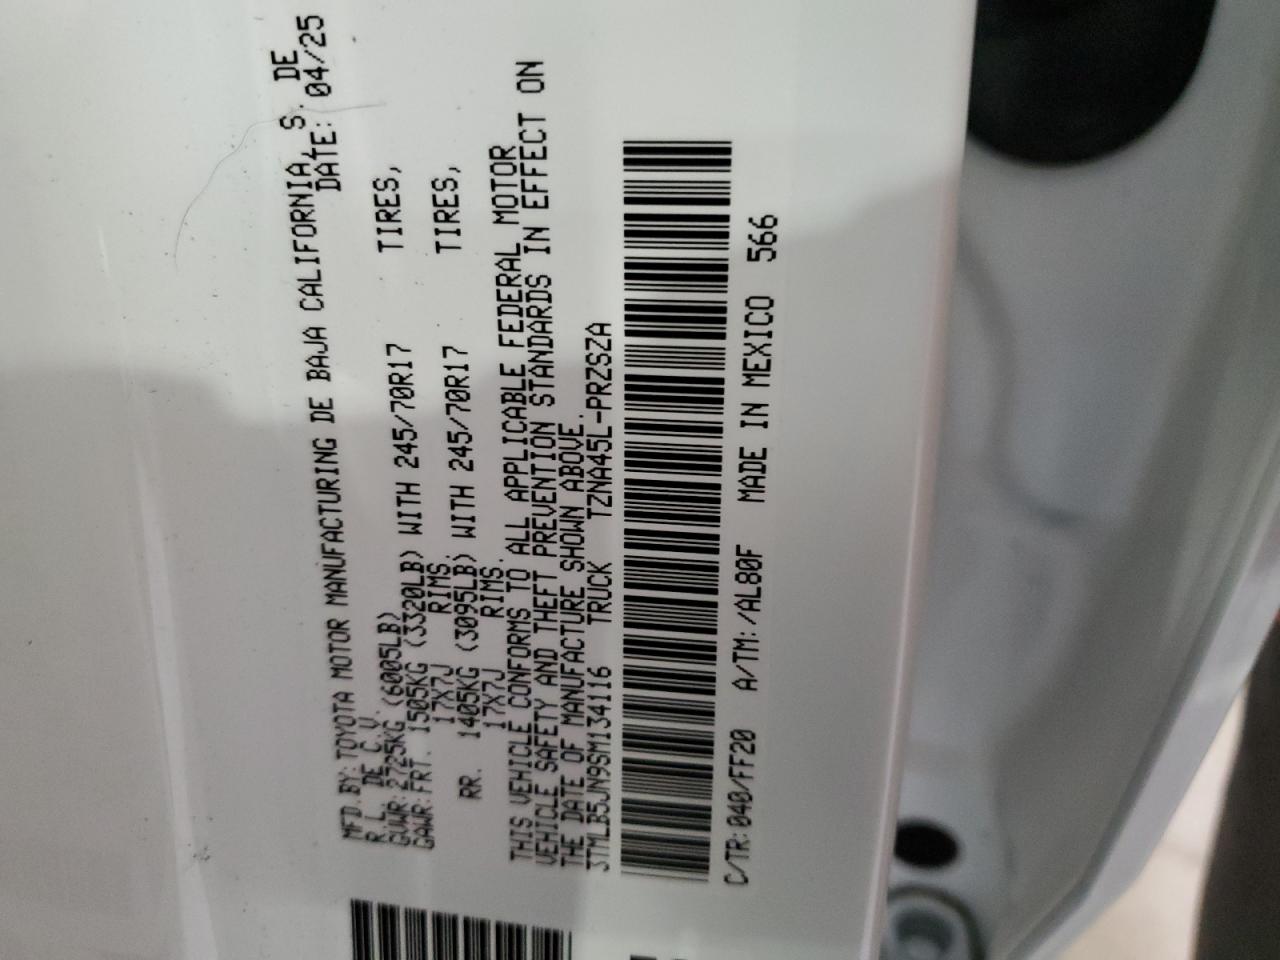 MFD.BY:TOYOTA MOTOR MANUFACTURING DE BAJA CALIFORNIA,S. DE
R.L. DE C.V. DATE: 04/25
GVWR:2725KG (6005LB)
GAWR:FRT. 1505KG (3320LB) WITH 245/70R17 TIRES,
17X7J RIMS.
RR. 1405KG (3095LB) WITH 245/70R17 TIRES,
17X7J RIMS.
THIS VEHICLE CONFORMS TO ALL APPLICABLE FEDERAL MOTOR
VEHICLE SAFETY AND THEFT PREVENTION STANDARDS IN EFFECT ON
THE DATE OF MANUFACTURE SHOWN ABOVE.
3TMLB5JN9SM134116 TRUCK TZNA45L-PRZSZA
C/TR:040/FF20 A/TM:/AL80F MADE IN MEXICO 566